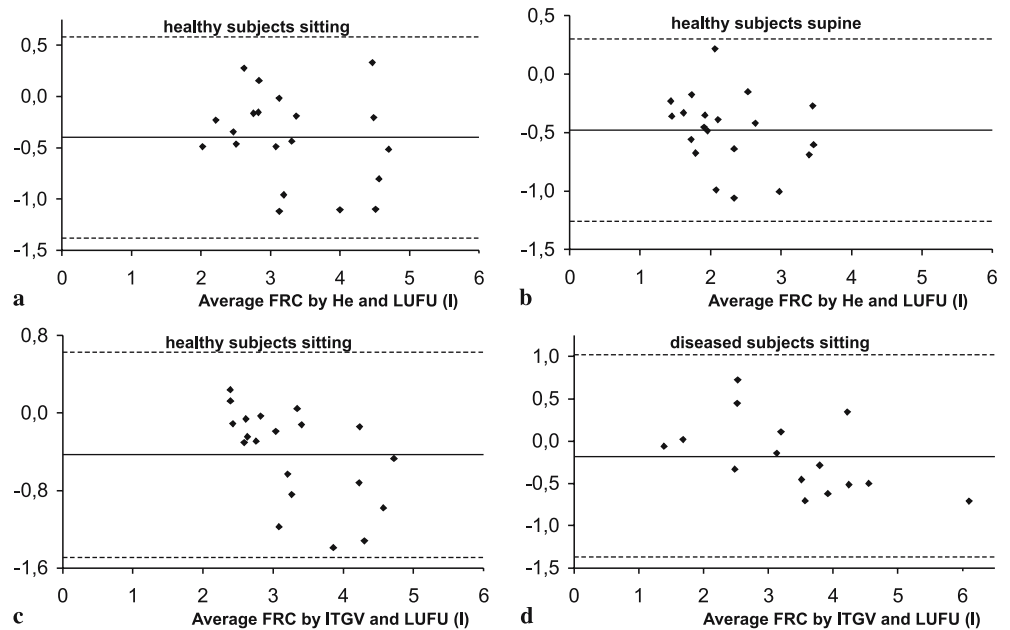 healthy subjects sitting
0,5
0,0
-0,5
-1,0
-1,5
0 1 2 3 4 5 6
a Average FRC by He and LUFU (l)
healthy subjects supine
0,5
0,0
-0,5
-1,0
-1,5
0 1 2 3 4 5 6
b Average FRC by He and LUFU (l)
healthy subjects sitting
0,8
0,0
-0,8
-1,6
0 1 2 3 4 5 6
c Average FRC by ITGV and LUFU (l)
diseased subjects sitting
1,0
0,5
0,0
-0,5
-1,0
-1,5
0 1 2 3 4 5 6
d Average FRC by ITGV and LUFU (l)